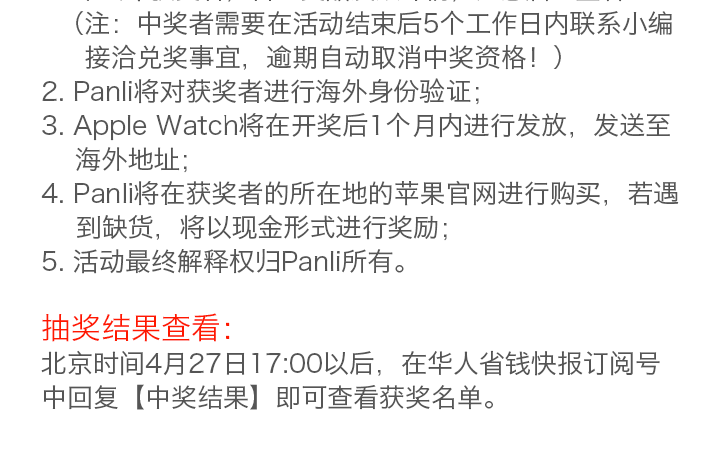 （注：中奖者需要在活动结束后5个工作日内联系小编
接洽兑奖事宜，逾期自动取消中奖资格！）
2. Panli将对获奖者进行海外身份验证；
3. Apple Watch将在开奖后1个月内进行发放，发送至
海外地址；
4. Panli将在获奖者的所在地的苹果官网进行购买，若遇
到缺货，将以现金形式进行奖励；
5. 活动最终解释权归Panli所有。
抽奖结果查看：
北京时间4月27日17:00以后，在华人省钱快报订阅号
中回复【中奖结果】即可查看获奖名单。